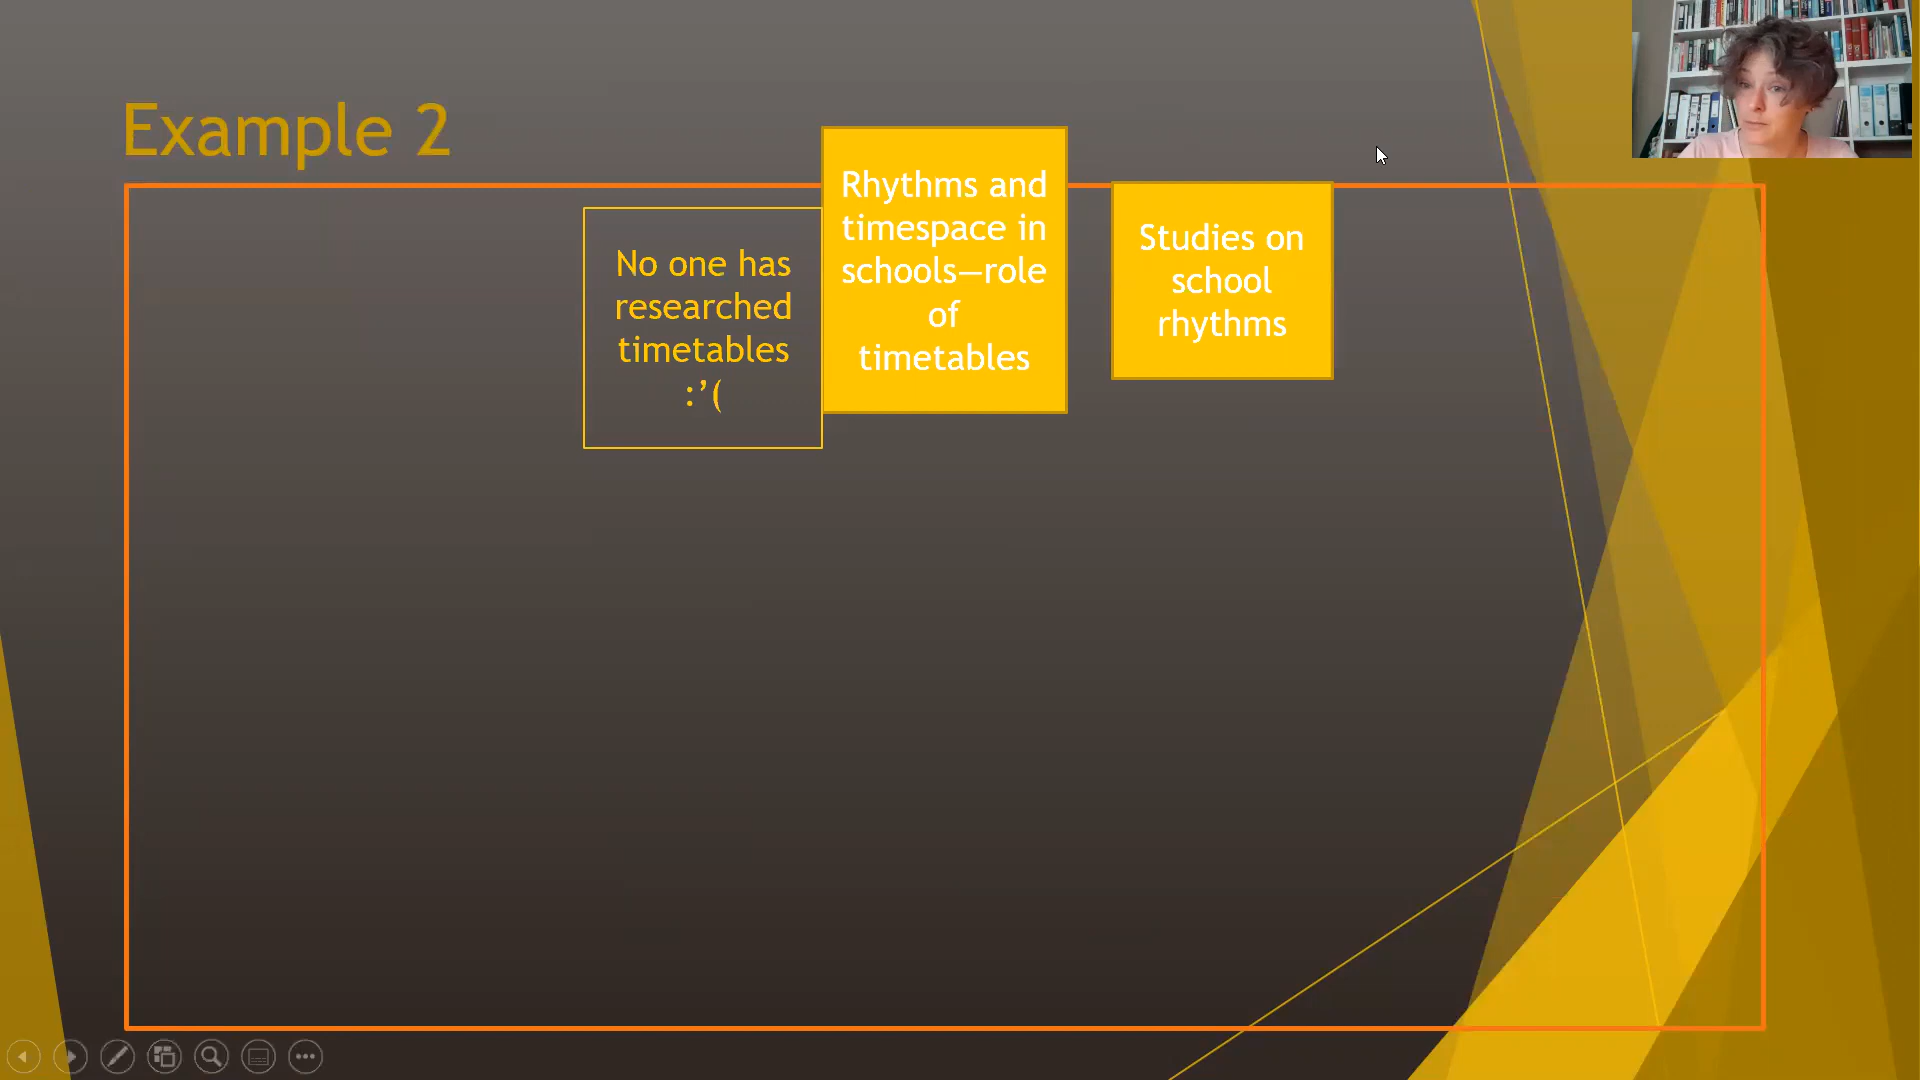 Example 2
No one has
researched
timetables
:’(
Rhythms and
timespace in
schools—role
of
timetables
Studies on
school
rhythms